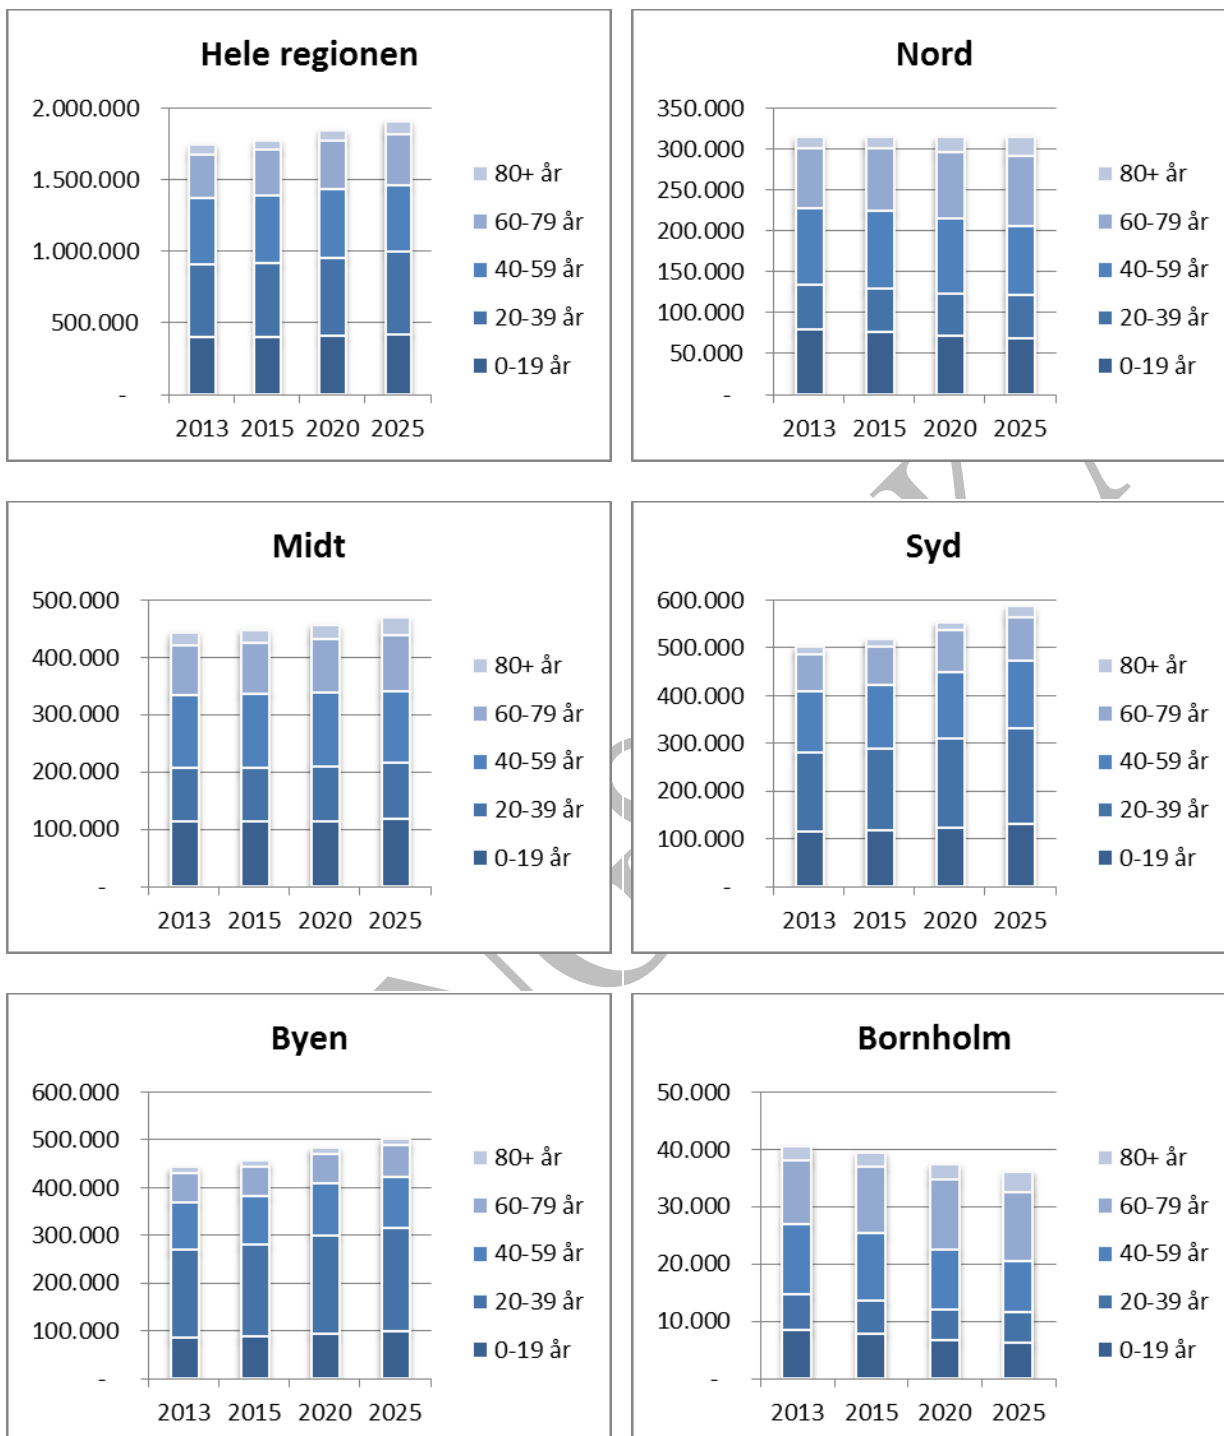 Hele regionen
2.000.000
1.500.000
1.000.000
500.000
-
2013 2015 2020 2025
80+ år
60-79 år
40-59 år
20-39 år
0-19 år
Nord
350.000
300.000
250.000
200.000
150.000
100.000
50.000
-
2013 2015 2020 2025
80+ år
60-79 år
40-59 år
20-39 år
0-19 år
Midt
500.000
400.000
300.000
200.000
100.000
-
2013 2015 2020 2025
80+ år
60-79 år
40-59 år
20-39 år
0-19 år
Syd
600.000
500.000
400.000
300.000
200.000
100.000
-
2013 2015 2020 2025
80+ år
60-79 år
40-59 år
20-39 år
0-19 år
Byen
600.000
500.000
400.000
300.000
200.000
100.000
-
2013 2015 2020 2025
80+ år
60-79 år
40-59 år
20-39 år
0-19 år
Bornholm
50.000
40.000
30.000
20.000
10.000
-
2013 2015 2020 2025
80+ år
60-79 år
40-59 år
20-39 år
0-19 år